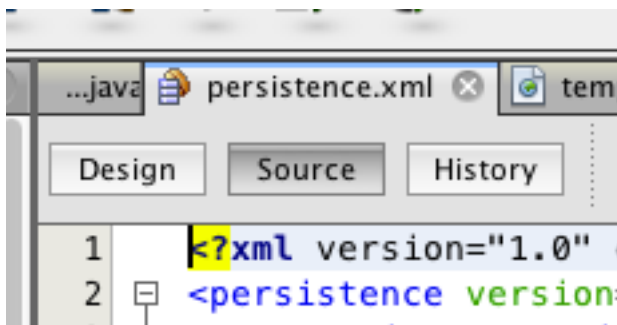 ...java persistence.xml tem
Design Source History
1 <?xml version="1.0"
2 <persistence version=